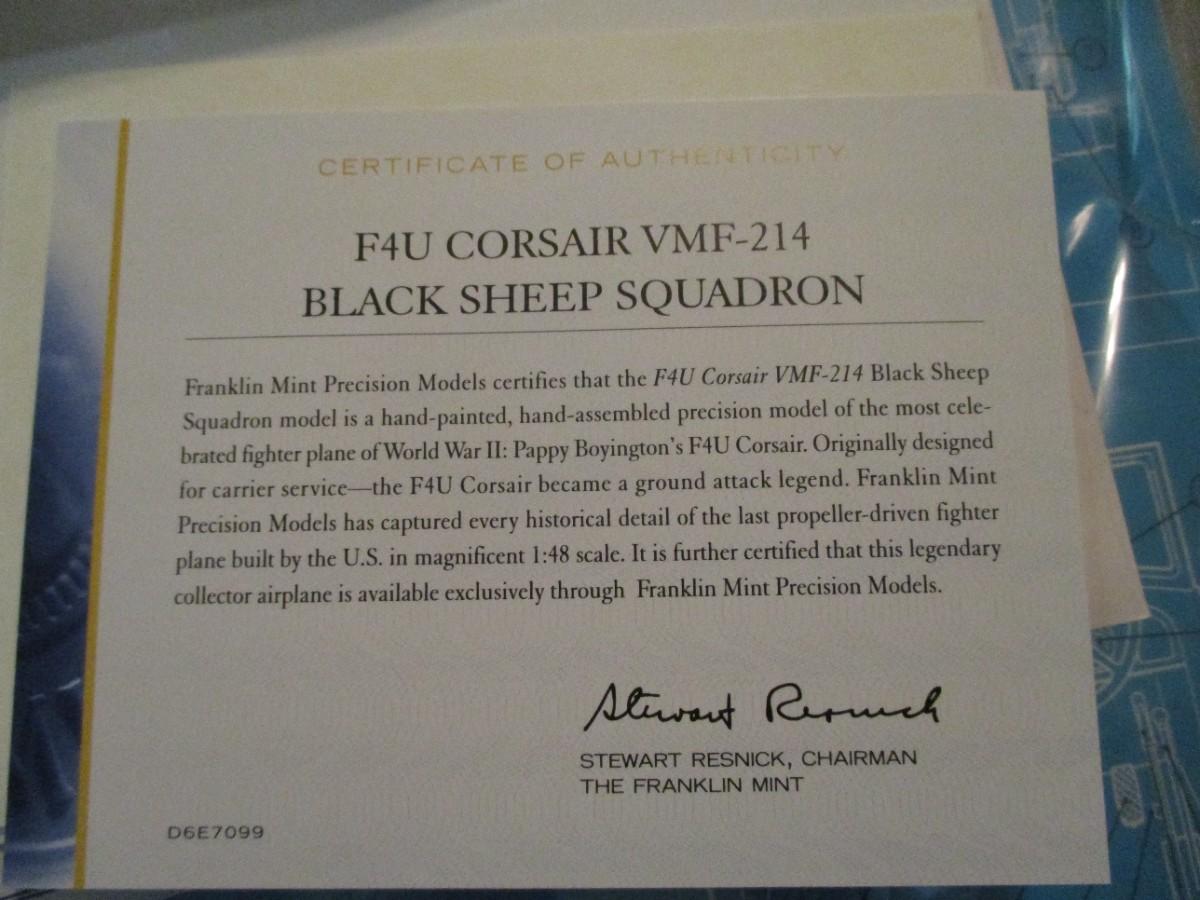 CERTIFICATE OF AUTHENTICITY
F4U CORSAIR VMF-214
BLACK SHEEP SQUADRON
Franklin Mint Precision Models certifies that the F4U Corsair VMF-214 Black Sheep
Squadron model is a hand-painted, hand-assembled precision model of the most cele-
brated fighter plane of World War II: Pappy Boyington's F4U Corsair. Originally designed
for carrier service—the F4U Corsair became a ground attack legend. Franklin Mint
Precision Models has captured every historical detail of the last propeller-driven fighter
plane built by the U.S. in magnificent 1:48 scale. It is further certified that this legendary
collector airplane is available exclusively through Franklin Mint Precision Models.
Stewart Resnick
STEWART RESNICK, CHAIRMAN
THE FRANKLIN MINT
D6E7099